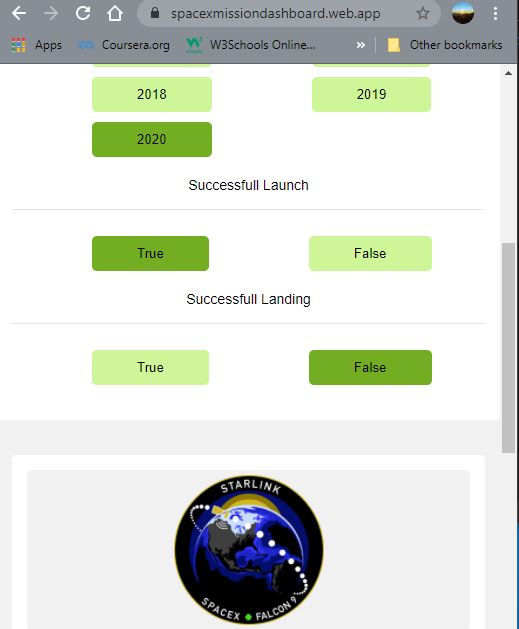 spacexmissiondashboard.web.app
Apps Coursera.org W3Schools Online... » Other bookmarks
2018 2019
2020
Successfull Launch
True False
Successfull Landing
True False
STARLINK
SPACEX FALCON 9